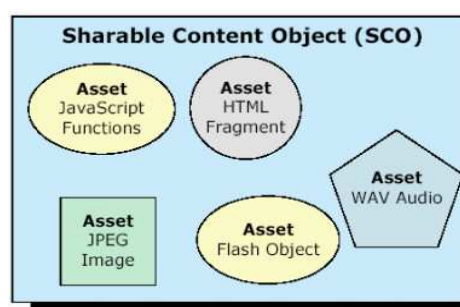 Sharable Content Object (SCO)
Asset
JavaScript
Functions
Asset
HTML
Fragment
Asset
WAV Audio
Asset
JPEG
Image
Asset
Flash Object